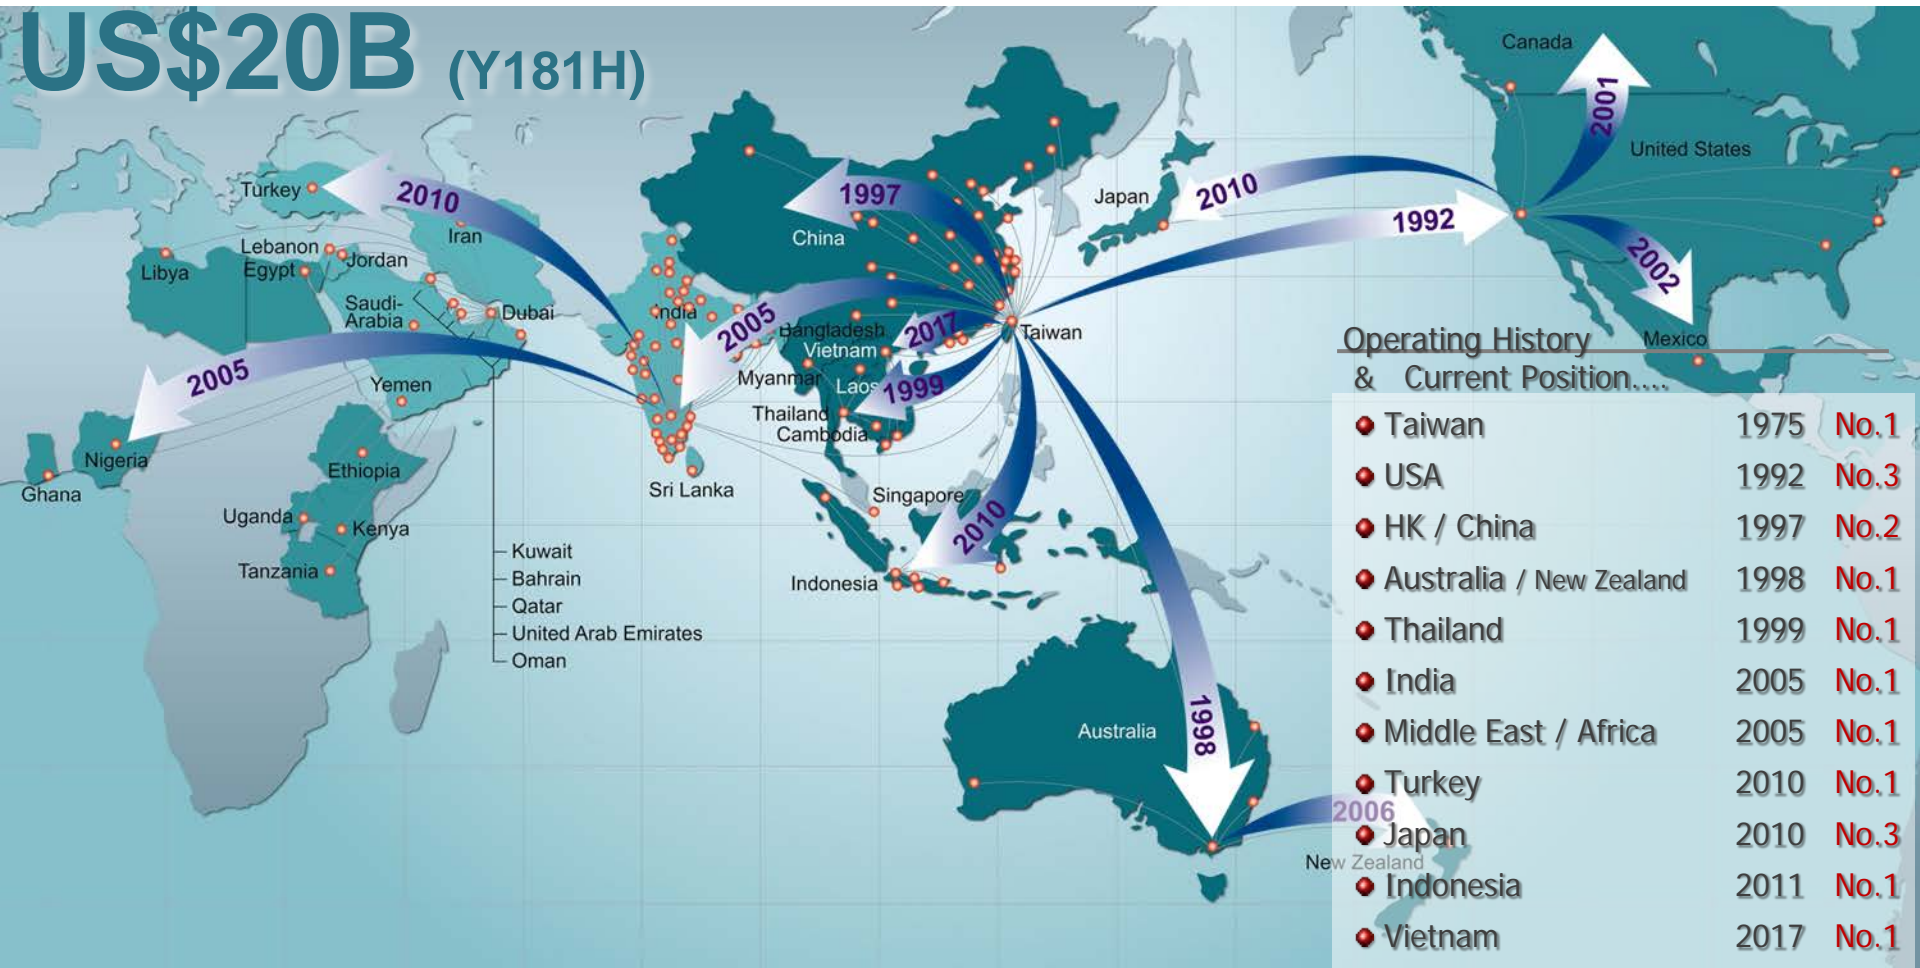 US$20B (Y181H)
Canada
2001
United States
Turkey
2010
1997
Japan
2010
1992
China
Iran
Lebanon
Jordan
Libya
Egypt
2002
Saudi-
Arabia
Dubai
India
2005
Bangladesh
2017
Taiwan
Vietnam
Mexico
2005
Yemen
Myanmar
Laos
1999
Thailand
Cambodia
Nigeria
Ethiopia
Ghana
Sri Lanka
Singapore
2010
Uganda
Kenya
Tanzania
Indonesia
Kuwait
Bahrain
Qatar
United Arab Emirates
Oman
Australia
1998
2006
New Zealand
Operating History
& Current Position....
Taiwan 1975 No.1
USA 1992 No.3
HK / China 1997 No.2
Australia / New Zealand 1998 No.1
Thailand 1999 No.1
India 2005 No.1
Middle East / Africa 2005 No.1
Turkey 2010 No.1
Japan 2010 No.3
Indonesia 2011 No.1
Vietnam 2017 No.1